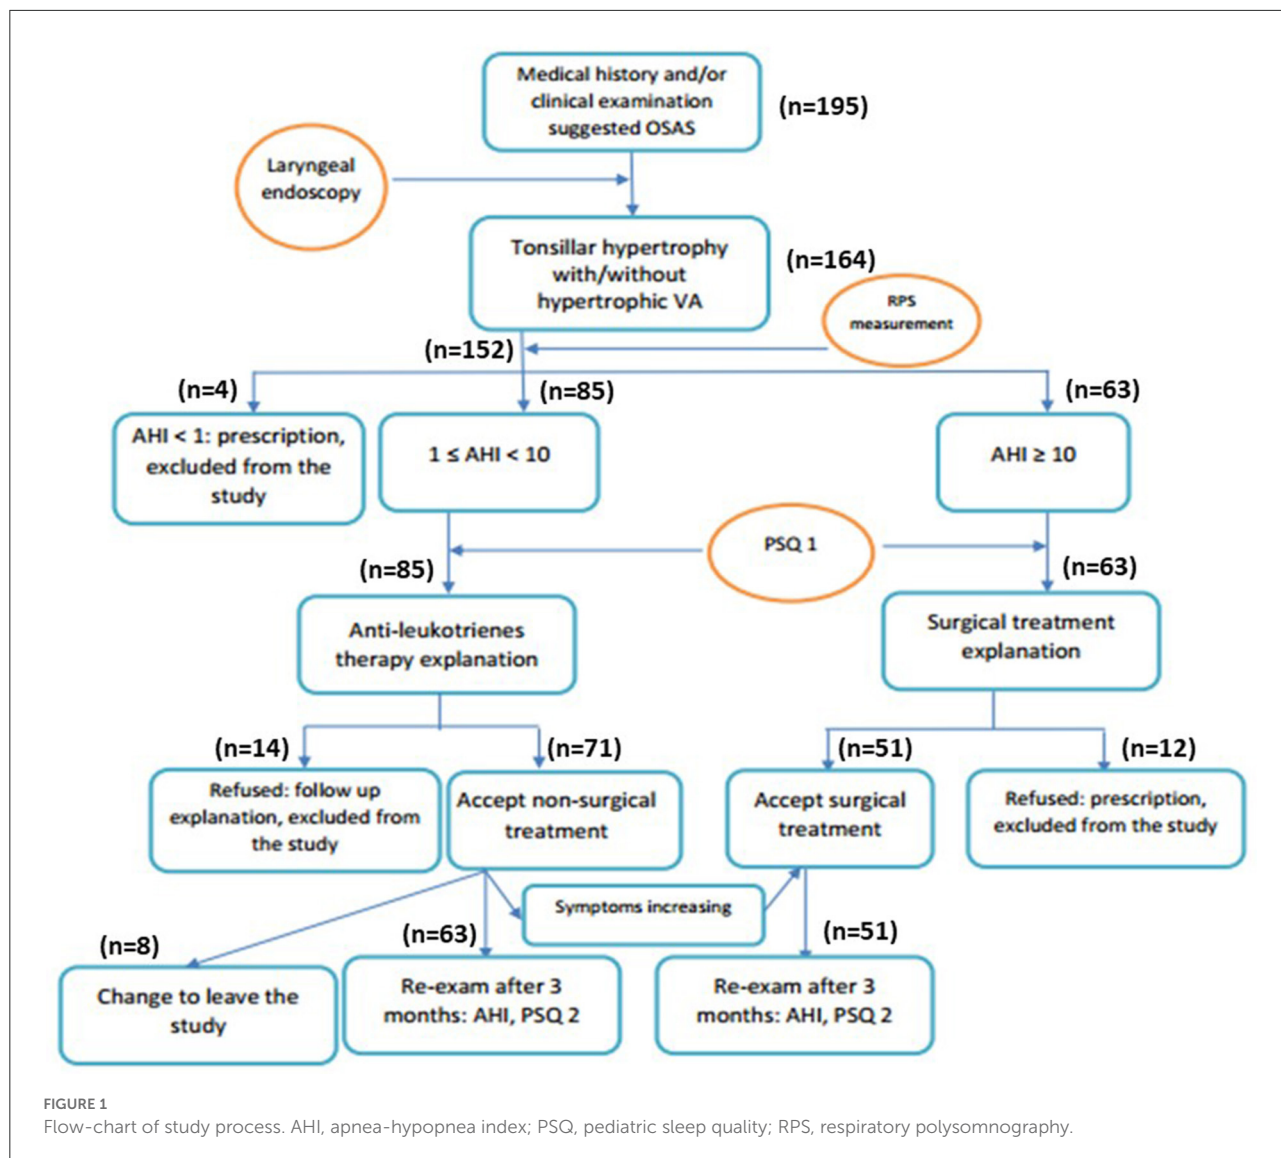 Medical history and/or
clinical examination
suggested OSAS
(n=195)
Laryngeal
endoscopy
Tonsillar hypertrophy
with/without
hypertrophic VA
(n=164)
RPS
measurement
(n=152)
(n=4)
(n=85)
(n=63)
AHI < 1: prescription,
excluded from the
study
1 ≤ AHI < 10
AHI ≥ 10
PSQ 1
(n=85)
(n=63)
Anti-leukotrienes
therapy explanation
Surgical treatment
explanation
(n=14)
(n=71)
(n=51)
(n=12)
Refused: follow up
explanation, excluded from
the study
Accept non-surgical
treatment
Accept surgical
treatment
Refused: prescription,
excluded from the study
Symptoms increasing
(n=8)
(n=63)
(n=51)
Change to leave the
study
Re-exam after 3
months: AHI, PSQ 2
Re-exam after 3
months: AHI, PSQ 2
FIGURE 1
Flow-chart of study process. AHI, apnea-hypopnea index; PSQ, pediatric sleep quality; RPS, respiratory polysomnography.